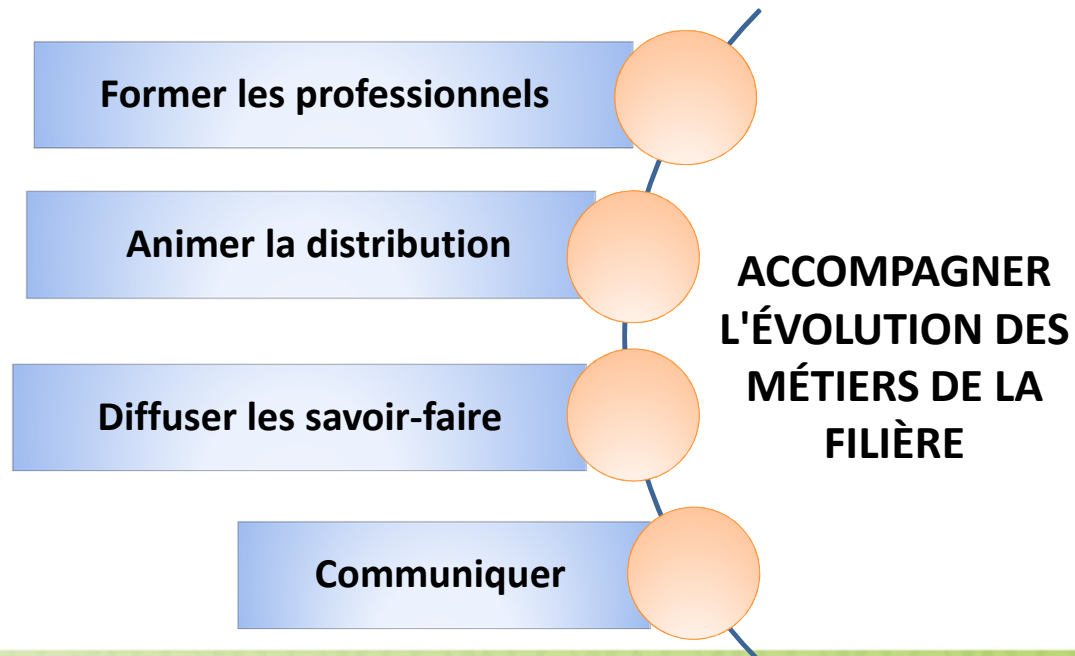 Former les professionnels
Animer la distribution
Diffuser les savoir-faire
Communiquer
ACCOMPAGNER
L'ÉVOLUTION DES
MÉTIERS DE LA
FILIÈRE